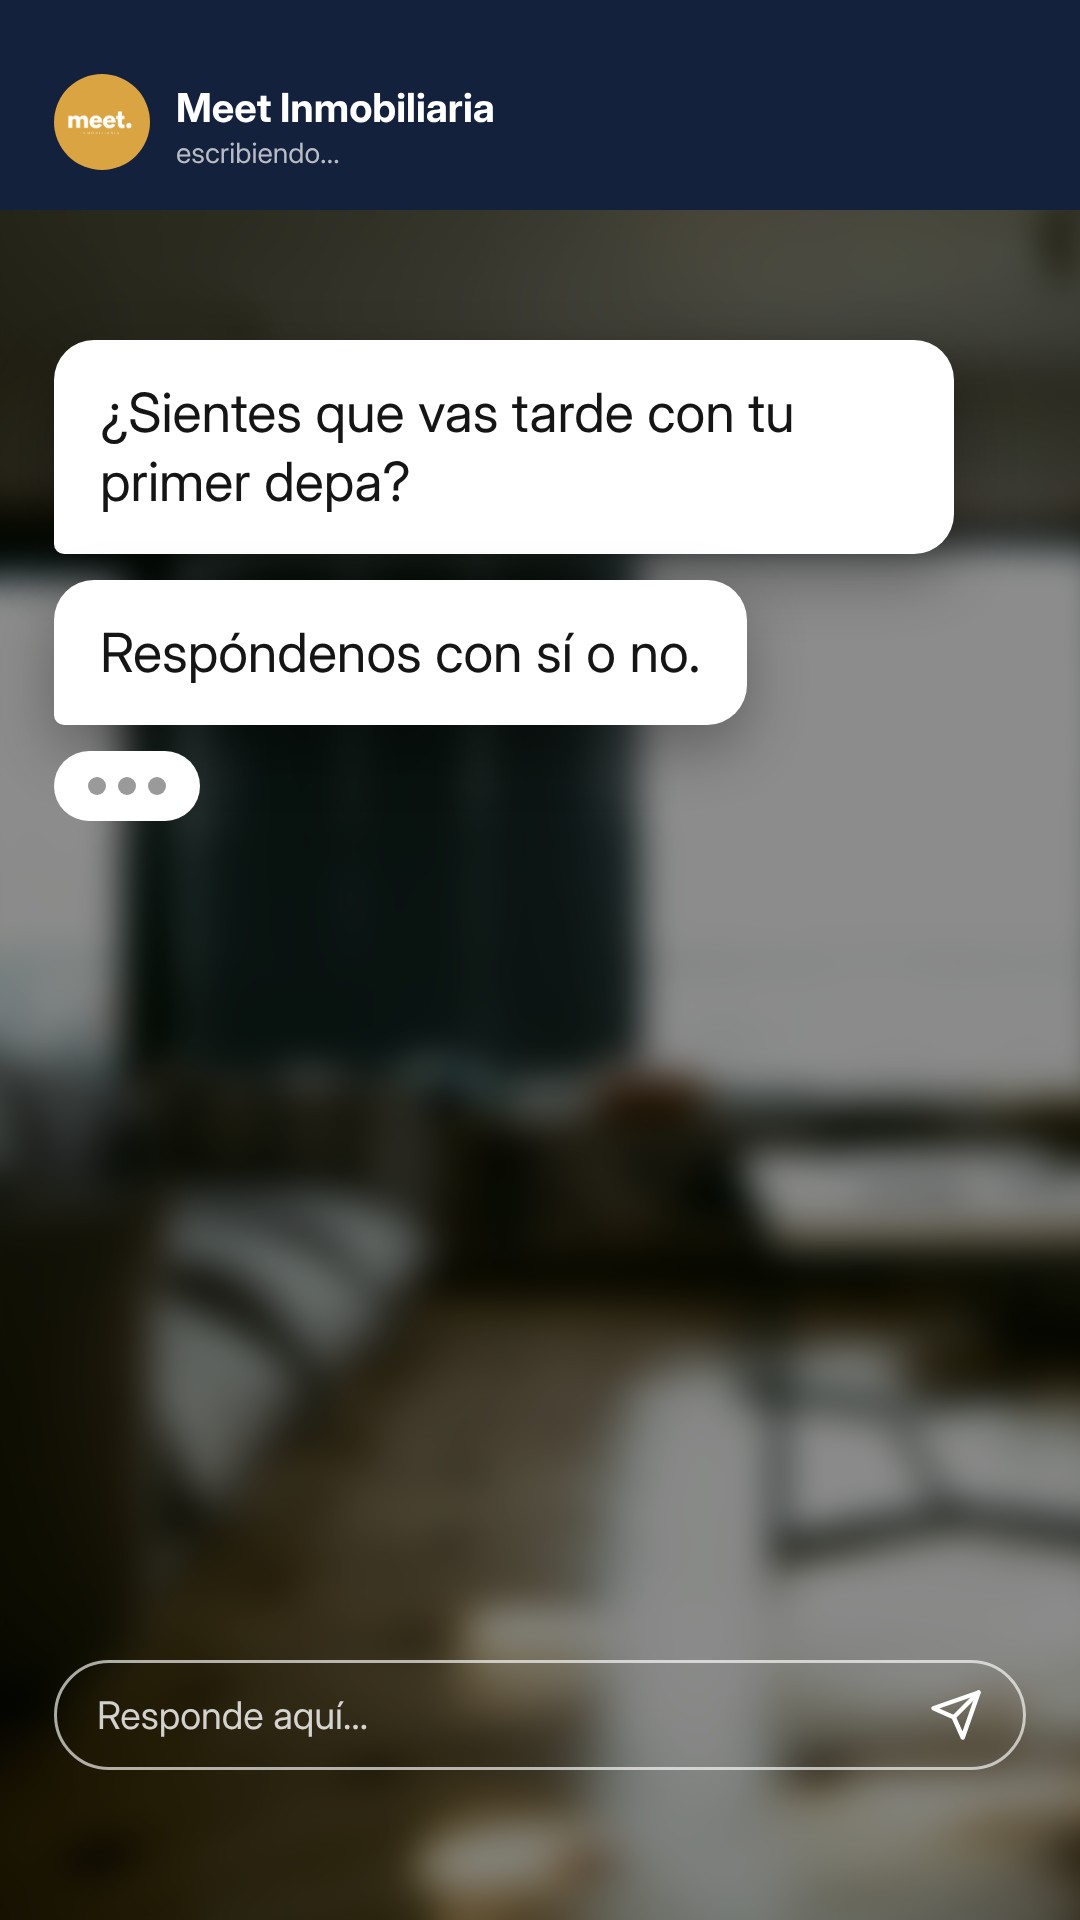 meet.
Meet Inmobiliaria
escribiendo...
¿Sientes que vas tarde con tu
primer depa?
Respóndenos con sí o no.
Responde aquí...